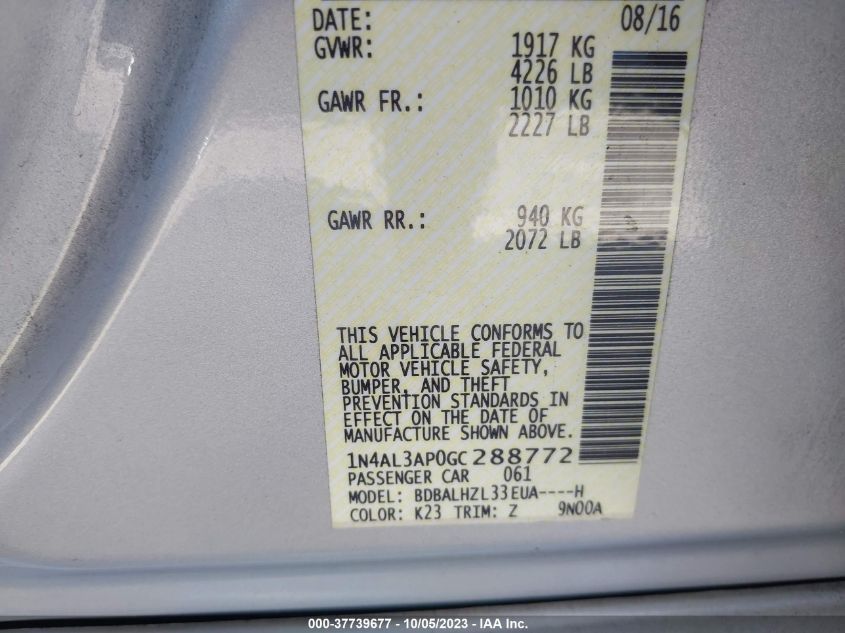 DATE: 08/16
GVWR: 1917 KG
4226 LB
GAWR FR.: 1010 KG
2227 LB
GAWR RR.: 940 KG
2072 LB
THIS VEHICLE CONFORMS TO
ALL APPLICABLE FEDERAL
MOTOR VEHICLE SAFETY,
BUMPER, AND THEFT
PREVENTION STANDARDS IN
EFFECT ON THE DATE OF
MANUFACTURE SHOWN ABOVE.
1N4AL3AP0GC288772
PASSENGER CAR 061
MODEL: BDBALHZL33EUA----H
COLOR: K23 TRIM: Z 9N00A
000-37739677 - 10/05/2023 - IAA Inc.